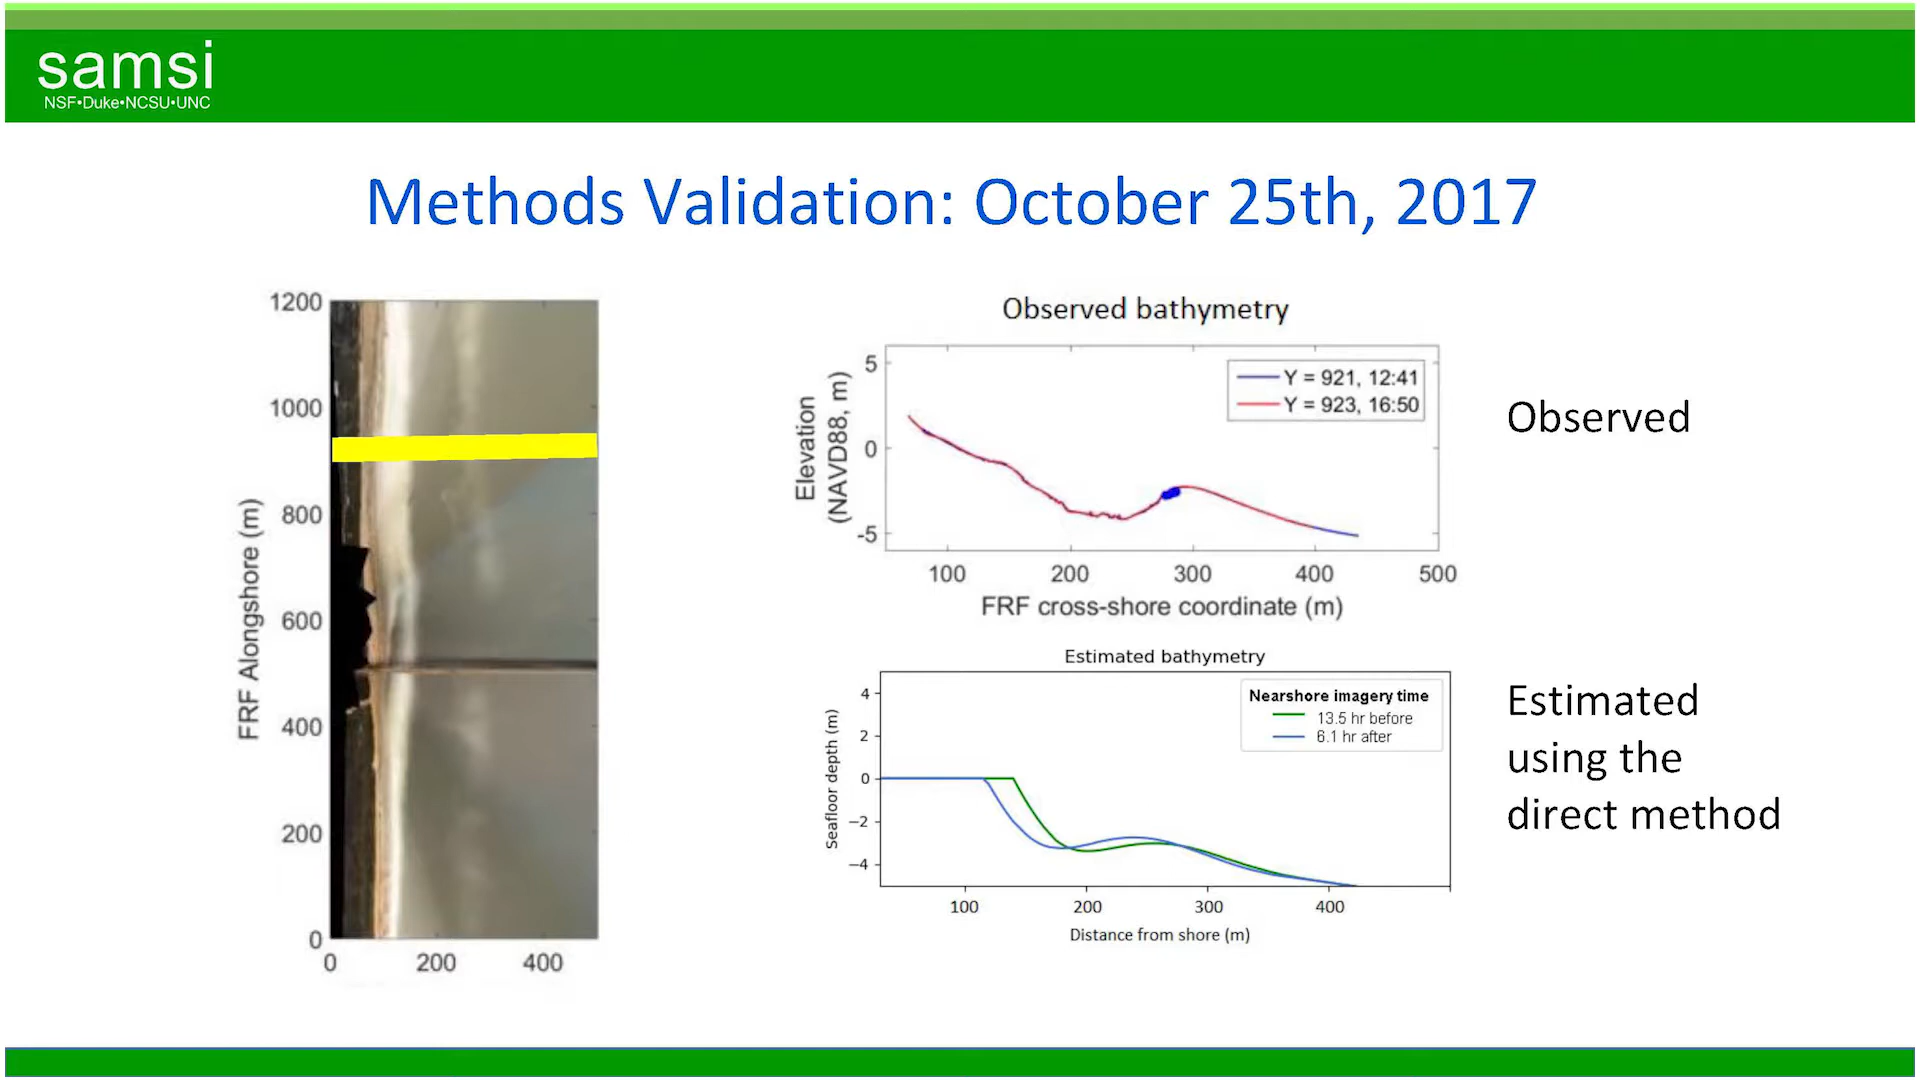 samsi
NSF•Duke•NCSU•UNC
Methods Validation: October 25th, 2017
1200
1000
800
600
400
200
0
FRF Alongshore (m)
0 200 400
Observed bathymetry
5
0
-5
Elevation
(NAVD88, m)
Y = 921, 12:41
Y = 923, 16:50
100 200 300 400 500
FRF cross-shore coordinate (m)
Observed
Estimated bathymetry
4
2
0
−2
−4
Seafloor depth (m)
Nearshore imagery time
13.5 hr before
6.1 hr after
100 200 300 400
Distance from shore (m)
Estimated
using the
direct method